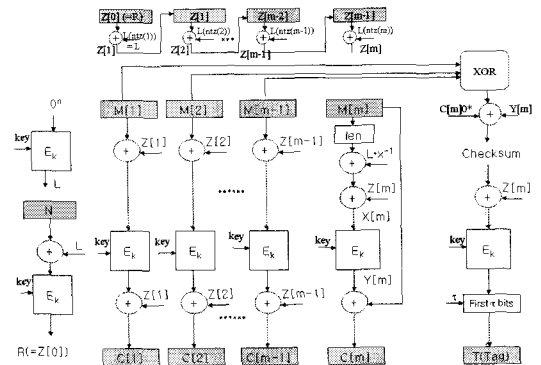 Z[0](=R) Z[1] Z[m-2] Z[m-1]
L(ntz(1)) =L L(ntz(2)) L(ntz(m-1)) L(ntz(m))
Z[1] Z[2] Z[m-1] Z[m]
XOR
0ⁿ
M[1] M[2] M[m-1] M[m]
C[m]0* Y[m]
key
len
E_k
Z[1] Z[2] Z[m-1] L·x⁻¹
Checksum
L
Z[m] Z[m]
N
X[m]
L
key key key key key
E_k E_k E_k E_k E_k
key
E_k
Y[m]
Z[1] Z[2] Z[m-1]
τ First τ bits
R(=Z[0])
C[1] C[2] C[m-1] C[m] T(Tag)